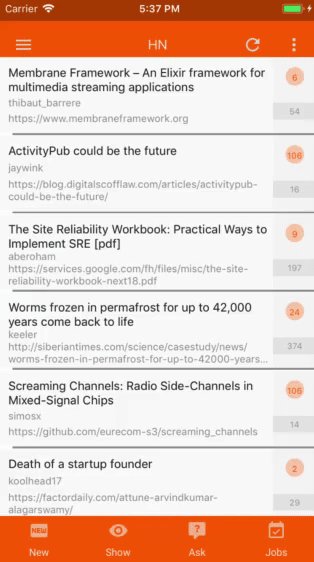 Carrier 5:37 PM
HN
Membrane Framework – An Elixir framework for
multimedia streaming applications
thibaut_barrere
https://www.membraneframework.org
6
54
ActivityPub could be the future
jaywink
https://blog.digitalscofflaw.com/articles/activitypub-
could-be-the-future/
106
16
The Site Reliability Workbook: Practical Ways to
Implement SRE [pdf]
aberoham
https://services.google.com/fh/files/misc/the-site-
reliability-workbook-next18.pdf
9
197
Worms frozen in permafrost for up to 42,000
years come back to life
keeler
http://siberiantimes.com/science/casestudy/news/
worms-frozen-in-permafrost-for-up-to-42000-years...
24
374
Screaming Channels: Radio Side-Channels in
Mixed-Signal Chips
simosx
https://github.com/eurecom-s3/screaming_channels
106
14
Death of a startup founder
koolhead17
https://factordaily.com/attune-arvindkumar-
alagarswamy/
2
29
NEW
New Show Ask Jobs